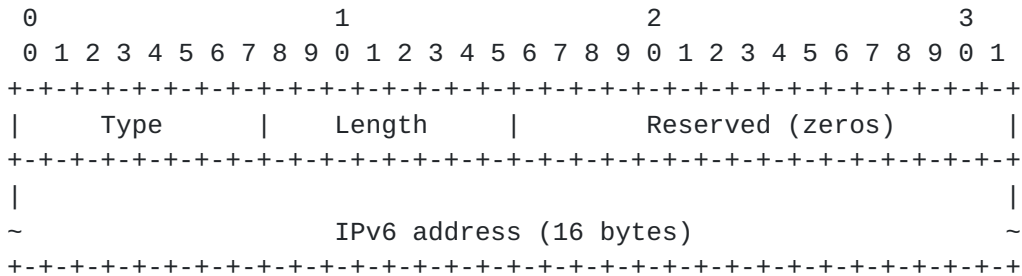 0                   1                   2                   3
 0 1 2 3 4 5 6 7 8 9 0 1 2 3 4 5 6 7 8 9 0 1 2 3 4 5 6 7 8 9 0 1
+-+-+-+-+-+-+-+-+-+-+-+-+-+-+-+-+-+-+-+-+-+-+-+-+-+-+-+-+-+-+-+-+
|     Type      |    Length     |        Reserved (zeros)       |
+-+-+-+-+-+-+-+-+-+-+-+-+-+-+-+-+-+-+-+-+-+-+-+-+-+-+-+-+-+-+-+-+
|                                                               |
~                    IPv6 address (16 bytes)                    ~
+-+-+-+-+-+-+-+-+-+-+-+-+-+-+-+-+-+-+-+-+-+-+-+-+-+-+-+-+-+-+-+-+